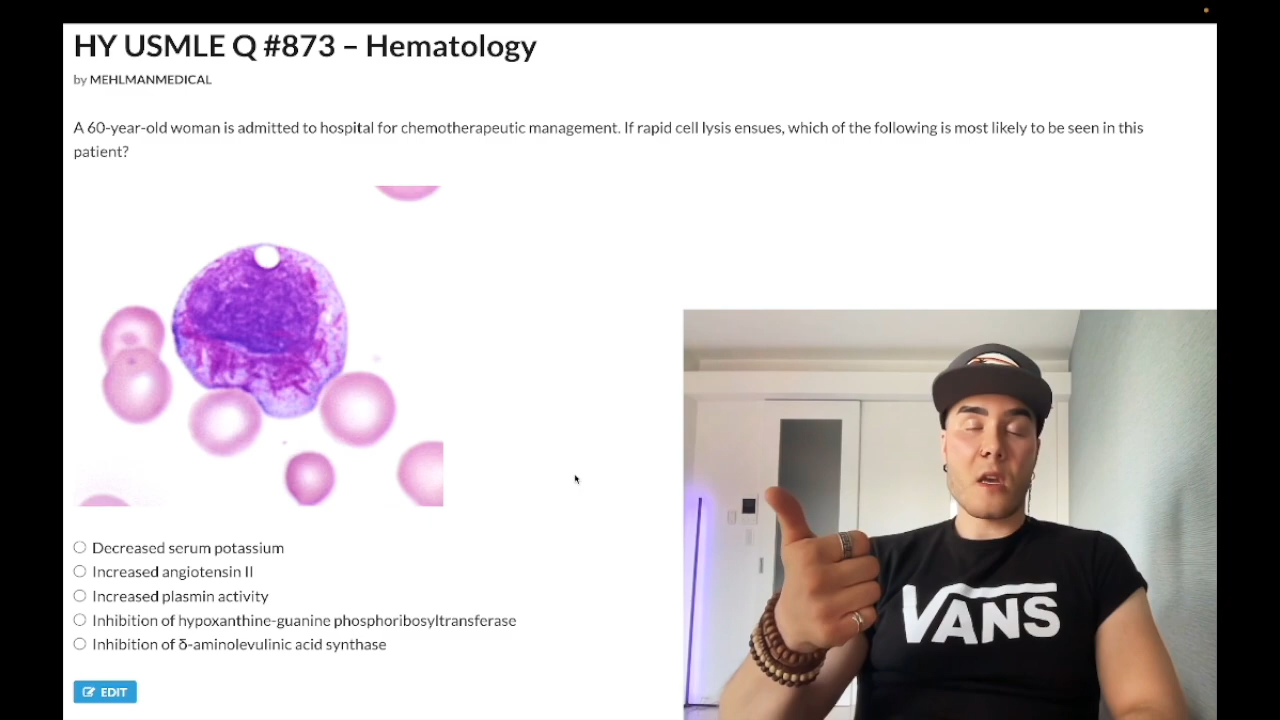 HY USMLE Q #873 – Hematology
by MEHLMANMEDICAL
A 60-year-old woman is admitted to hospital for chemotherapeutic management. If rapid cell lysis ensues, which of the following is most likely to be seen in this
patient?
Decreased serum potassium
Increased angiotensin II
Increased plasmin activity
Inhibition of hypoxanthine-guanine phosphoribosyltransferase
Inhibition of δ-aminolevulinic acid synthase
EDIT
VANS